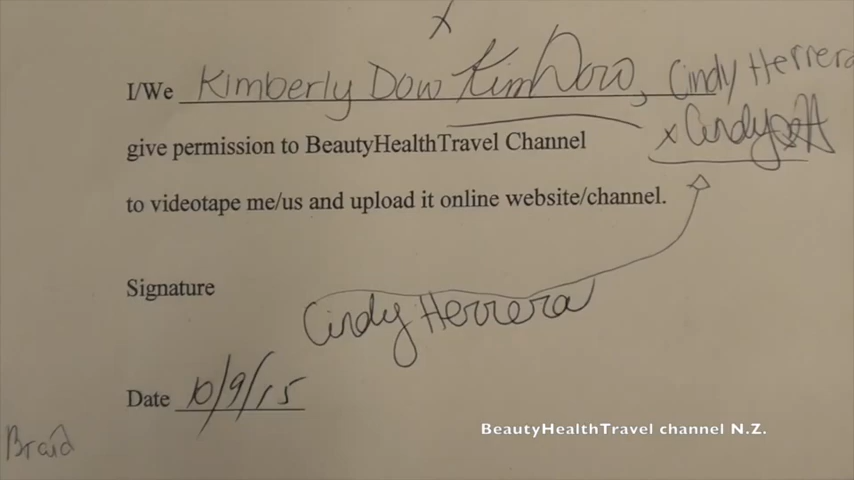 x
I/We Kimberly Dow Kim Dow, Cindy Herrera
give permission to BeautyHealthTravel Channel x Cindy
to videotape me/us and upload it online website/channel.
Signature Cindy Herrera
Date 10/9/15
BeautyHealthTravel channel N.Z.
Braid